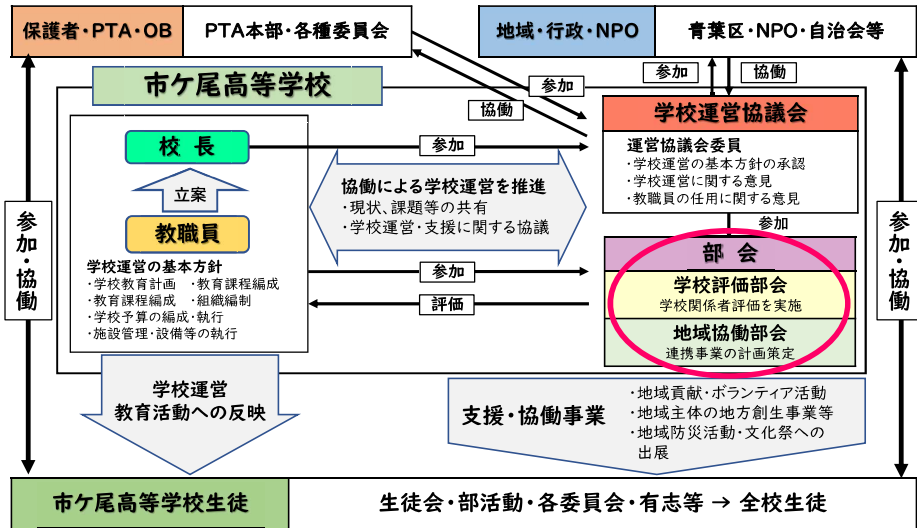 保護者・PTA・OB
PTA本部・各種委員会
地域・行政・NPO
青葉区・NPO・自治会等
参加
協働
参加
協働
市ケ尾高等学校
学校運営協議会
運営協議会委員
・学校運営の基本方針の承認
・学校運営に関する意見
・教職員の任用に関する意見
校長
参加
立案
協働による学校運営を推進
・現状、課題等の共有
・学校運営・支援に関する協議
教職員
参加
部会
学校運営の基本方針
・学校教育計画 ・教育課程編成
・教育課程編成 ・組織編制
・学校予算の編成・執行
・施設管理・設備等の執行
参加
評価
学校評価部会
学校関係者評価を実施
地域協働部会
連携事業の計画策定
参加・協働
参加・協働
学校運営
教育活動への反映
支援・協働事業
・地域貢献・ボランティア活動
・地域主体の地方創生事業等
・地域防災活動・文化祭への
出展
市ケ尾高等学校生徒
生徒会・部活動・各委員会・有志等 → 全校生徒